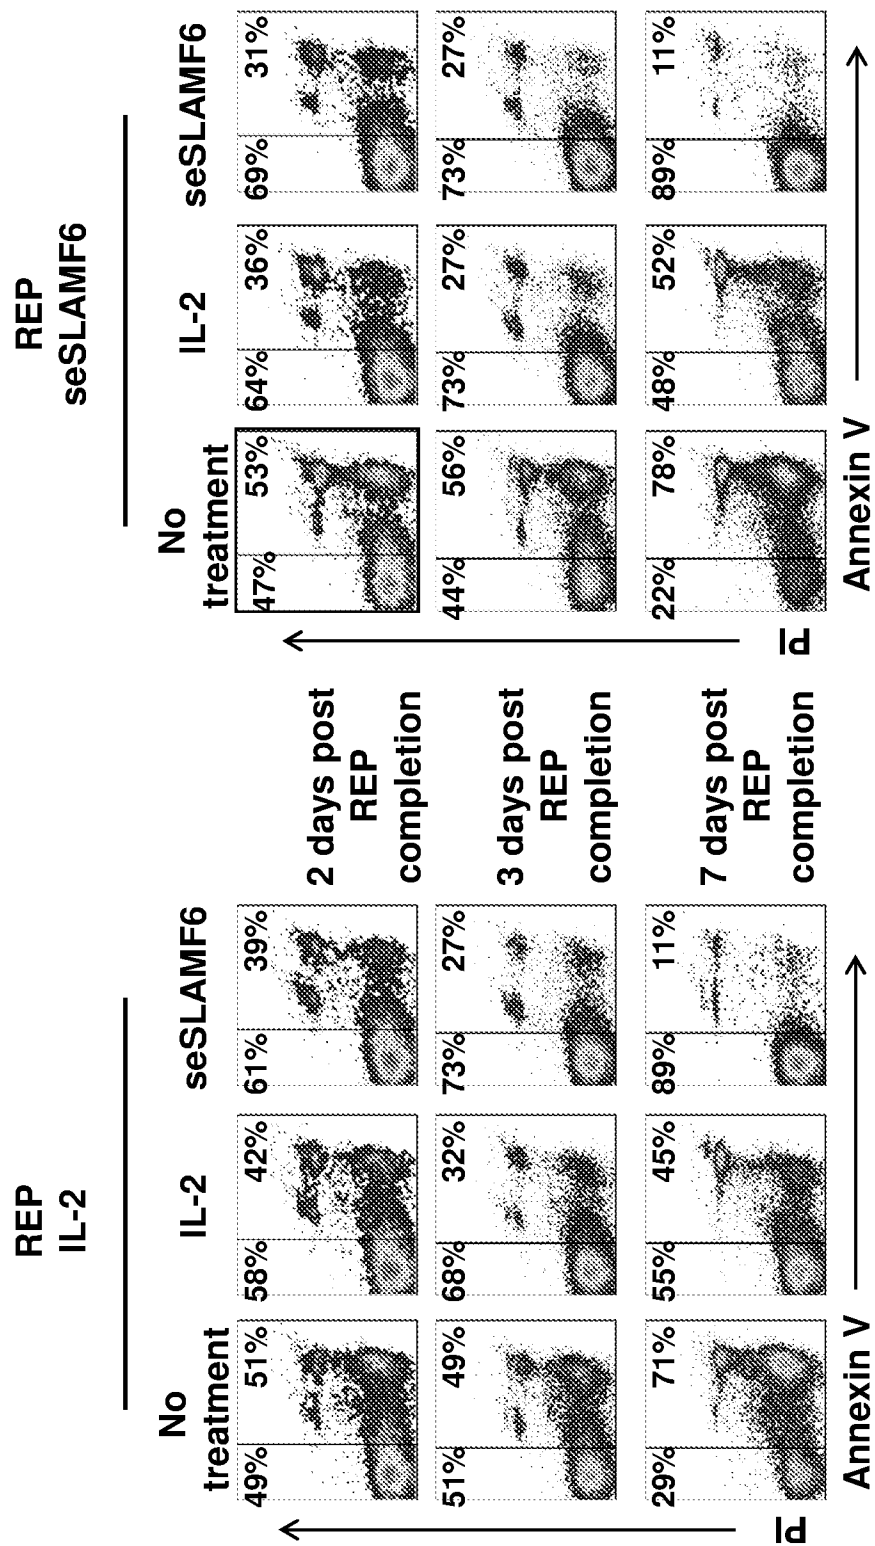 REP
IL-2
REP
seSLAMF6
No
treatment
IL-2
seSLAMF6
No
treatment
IL-2
seSLAMF6
49% 51%
58% 42%
61% 39%
2 days post
REP
completion
47% 53%
64% 36%
69% 31%
51% 49%
68% 32%
73% 27%
3 days post
REP
completion
44% 56%
73% 27%
73% 27%
29% 71%
55% 45%
89% 11%
7 days post
REP
completion
22% 78%
48% 52%
89% 11%
PI
PI
Annexin V
Annexin V